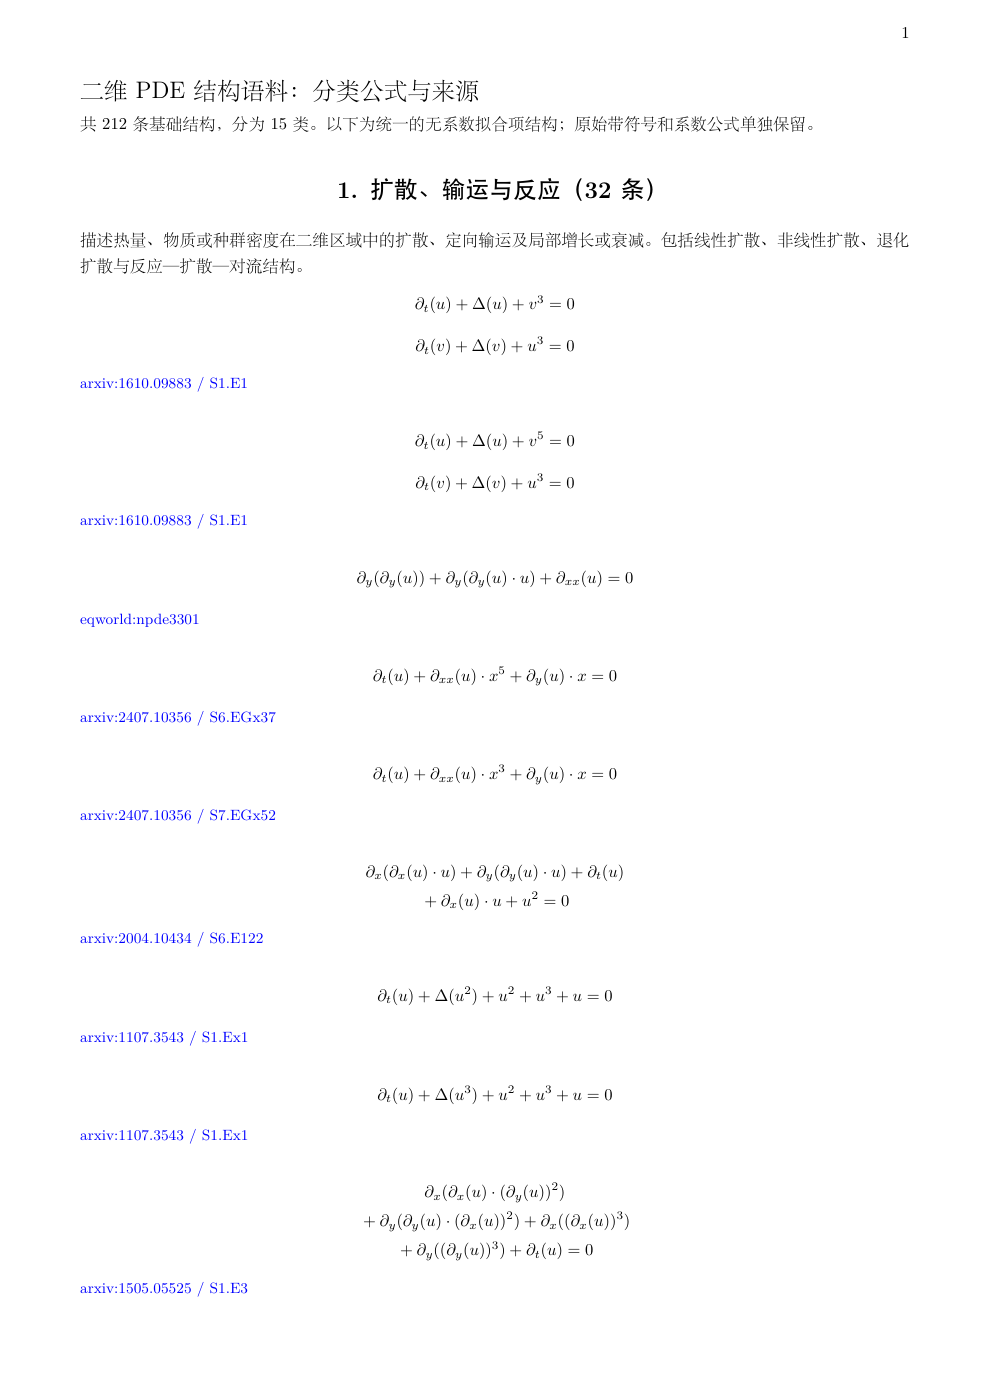 1
二维 PDE 结构语料：分类公式与来源
共 212 条基础结构，分为 15 类。以下为统一的无系数拟合项结构；原始带符号和系数公式单独保留。
1. 扩散、输运与反应（32 条）
描述热量、物质或种群密度在二维区域中的扩散、定向输运及局部增长或衰减。包括线性扩散、非线性扩散、退化
扩散与反应—扩散—对流结构。
∂_t(u) + Δ(u) + v^3 = 0
∂_t(v) + Δ(v) + u^3 = 0
arxiv:1610.09883 / S1.E1
∂_t(u) + Δ(u) + v^5 = 0
∂_t(v) + Δ(v) + u^3 = 0
arxiv:1610.09883 / S1.E1
∂_y(∂_y(u)) + ∂_y(∂_y(u) · u) + ∂_{xx}(u) = 0
eqworld:npde3301
∂_t(u) + ∂_{xx}(u) · x^5 + ∂_y(u) · x = 0
arxiv:2407.10356 / S6.EGx37
∂_t(u) + ∂_{xx}(u) · x^3 + ∂_y(u) · x = 0
arxiv:2407.10356 / S7.EGx52
∂_x(∂_x(u) · u) + ∂_y(∂_y(u) · u) + ∂_t(u)
+ ∂_x(u) · u + u^2 = 0
arxiv:2004.10434 / S6.E122
∂_t(u) + Δ(u^2) + u^2 + u^3 + u = 0
arxiv:1107.3543 / S1.Ex1
∂_t(u) + Δ(u^3) + u^2 + u^3 + u = 0
arxiv:1107.3543 / S1.Ex1
∂_x(∂_x(u) · (∂_y(u))^2)
+ ∂_y(∂_y(u) · (∂_x(u))^2) + ∂_x((∂_x(u))^3)
+ ∂_y((∂_y(u))^3) + ∂_t(u) = 0
arxiv:1505.05525 / S1.E3